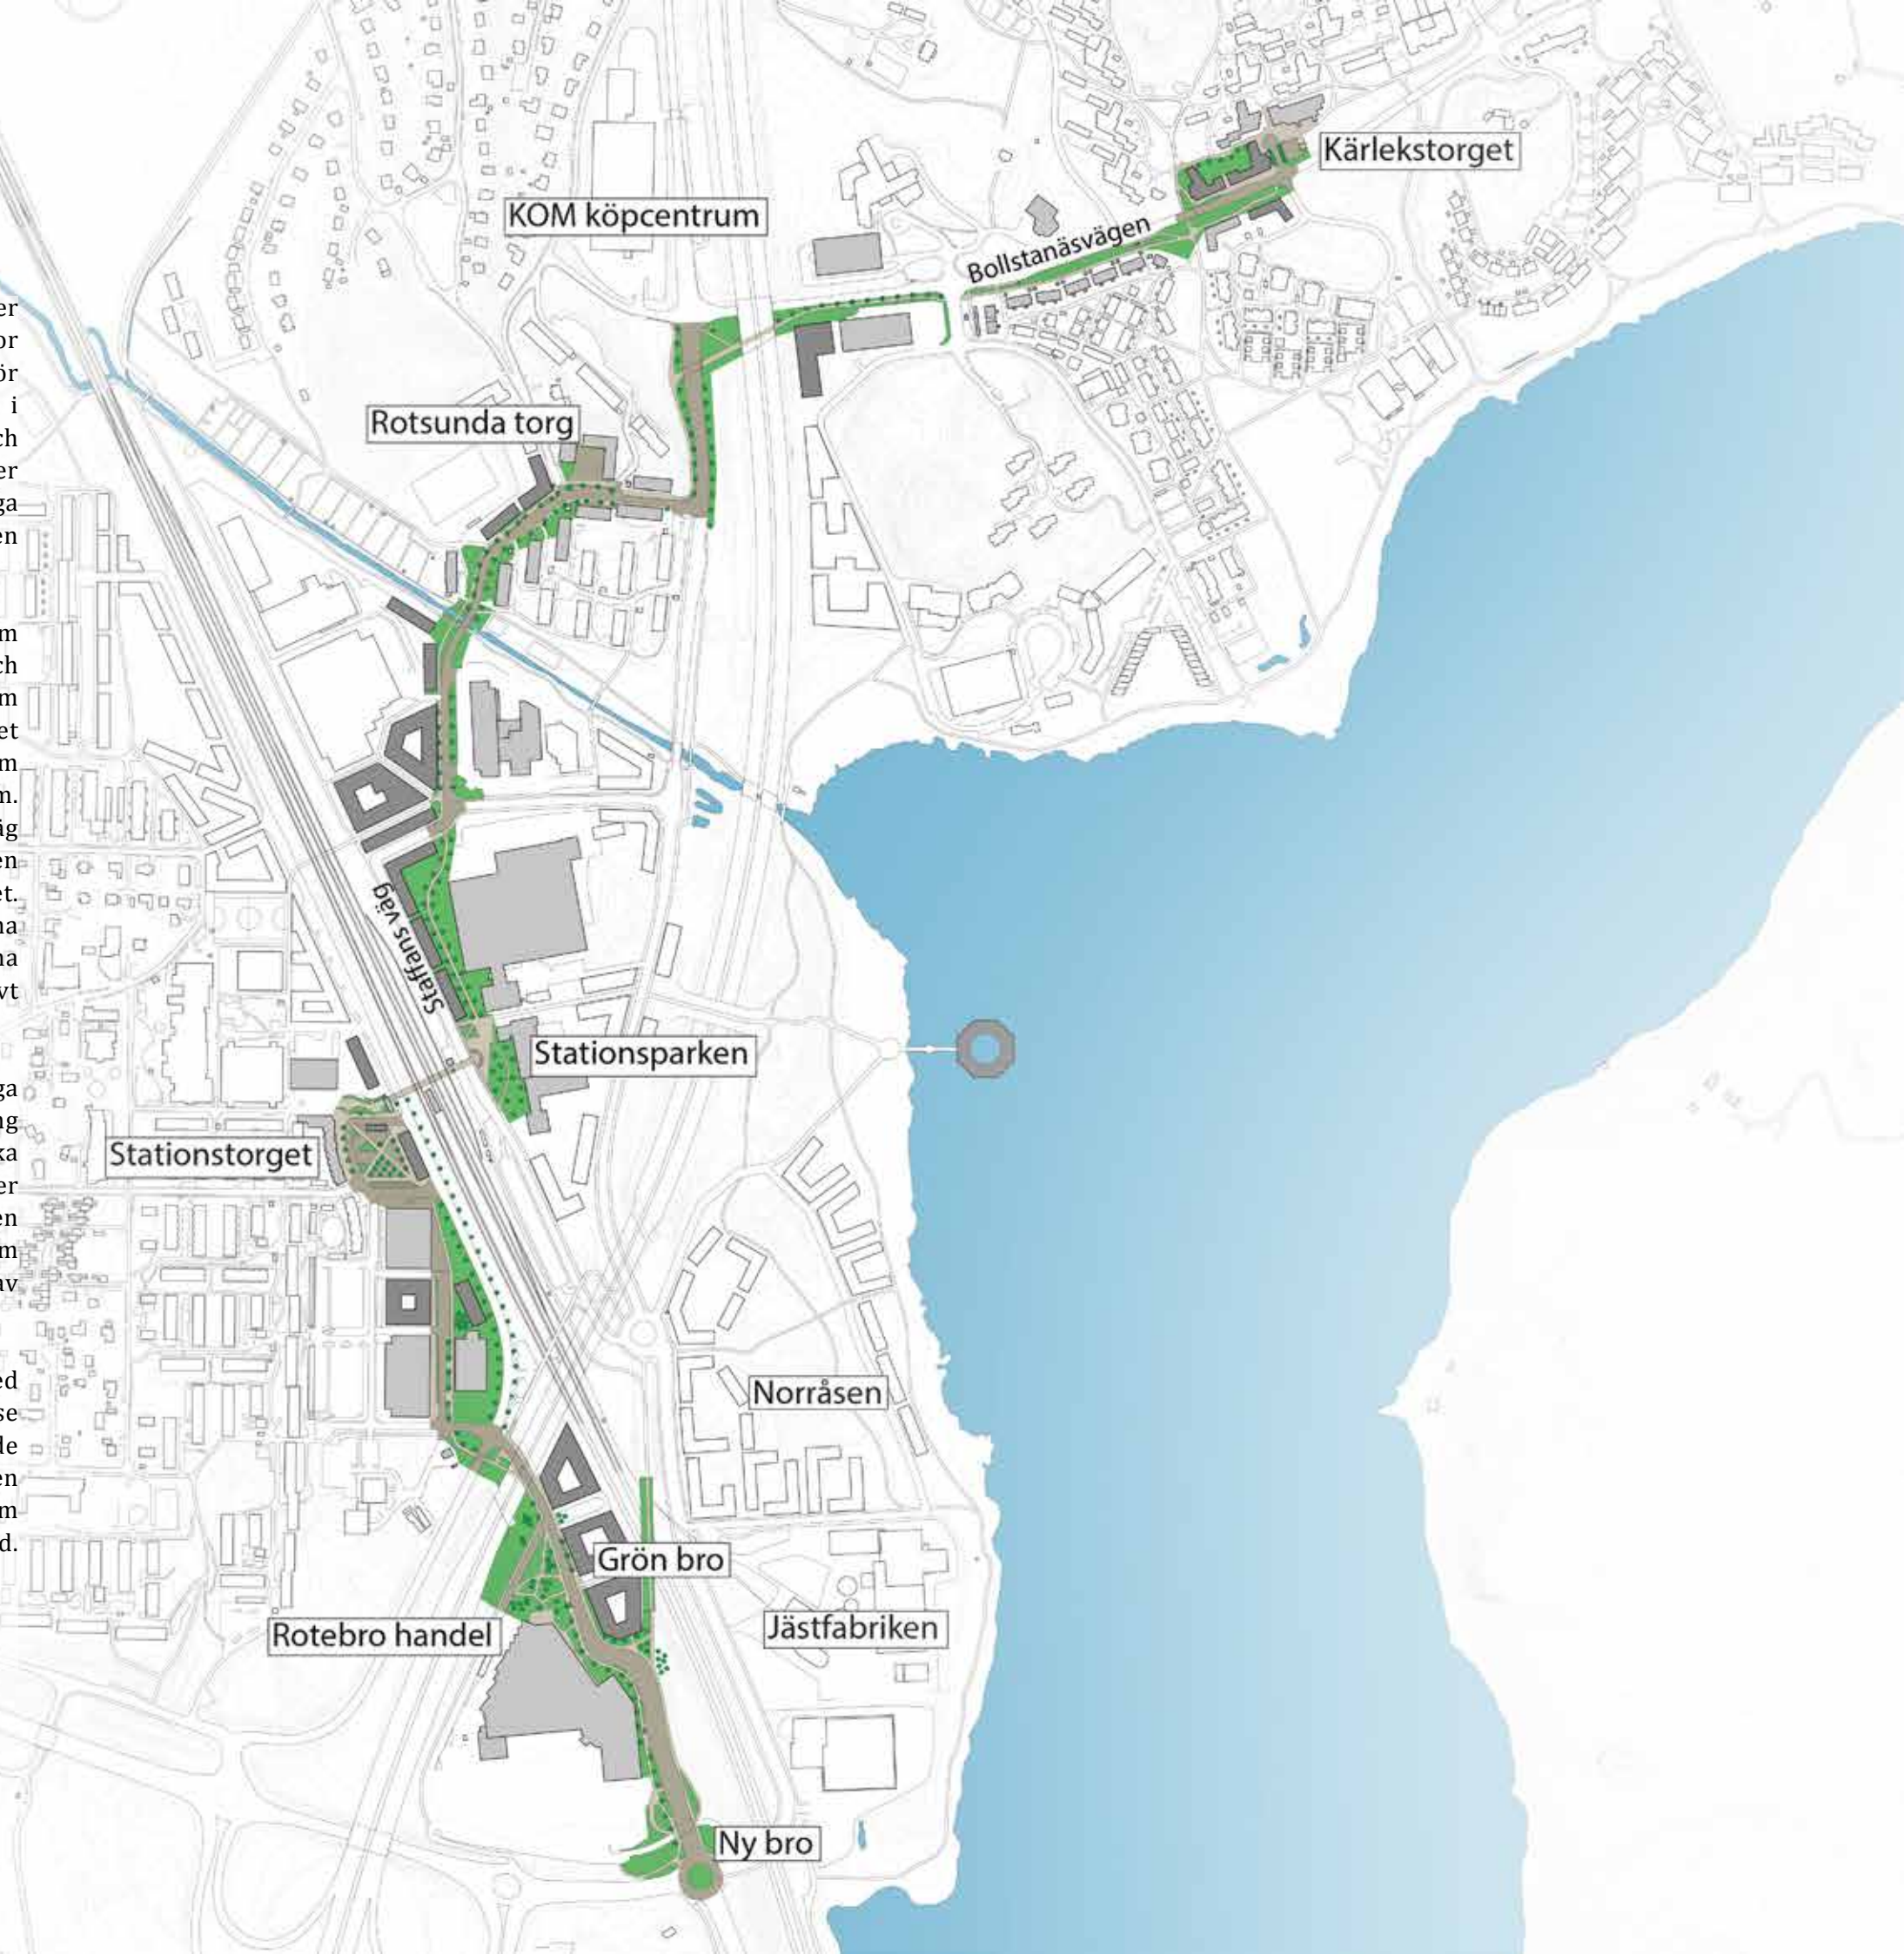 Kärlekstorget
KOM köpcentrum
Bollstanäsvägen
Rotsunda torg
Staffans väg
Stationsparken
Stationstorget
Norråsen
Grön bro
Jästfabriken
Rotebro handel
Ny bro